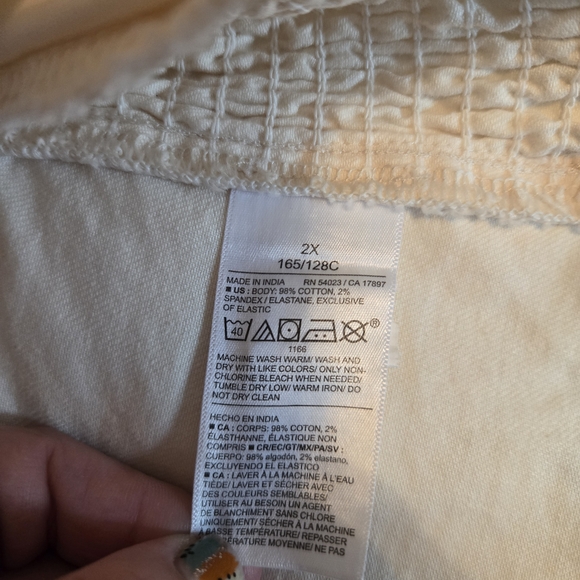 2X
165/128C
MADE IN INDIA RN 54023 / CA 17897
■ US : BODY: 98% COTTON, 2%
SPANDEX / ELASTANE, EXCLUSIVE
OF ELASTIC
40 ®
1166
MACHINE WASH WARM/ WASH AND
DRY WITH LIKE COLORS/ ONLY NON-
CHLORINE BLEACH WHEN NEEDED/
TUMBLE DRY LOW/ WARM IRON/ DO
NOT DRY CLEAN
HECHO EN INDIA
■ CA : CORPS: 98% COTON, 2%
ÉLASTHANNE, ÉLASTIQUE NON
COMPRIS ■ CR/EC/GT/MX/PA/SV :
CUERPO: 98% algodón, 2% elastano,
EXCLUYENDO EL ELASTICO
■ CA : LAVER À LA MACHINE À L'EAU
TIÈDE/ LAVER ET SÉCHER AVEC
DES COULEURS SEMBLABLES/
UTILISER AU BESOIN UN AGENT
DE BLANCHIMENT SANS CHLORE
UNIQUEMENT/ SÉCHER À LA MACHINE
BASSE TEMPÉRATURE/ REPASSER
TEMPÉRATURE MOYENNE/ NE PAS